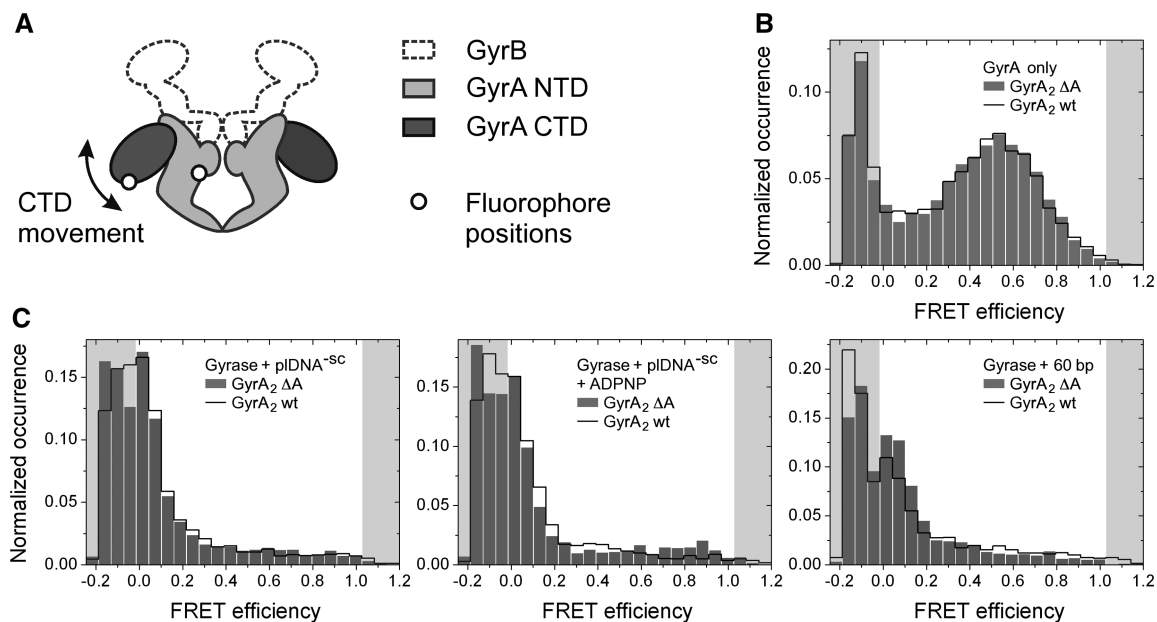 A
GyrB
GyrA NTD
GyrA CTD
Fluorophore
positions
CTD
movement
B
Normalized occurrence
0.10
0.05
0.00
GyrA only
GyrA₂ ΔA
GyrA₂ wt
-0.2 0.0 0.2 0.4 0.6 0.8 1.0 1.2
FRET efficiency
C
Normalized occurrence
0.15
0.10
0.05
0.00
Gyrase + plDNA⁻ˢᶜ
GyrA₂ ΔA
GyrA₂ wt
-0.2 0.0 0.2 0.4 0.6 0.8 1.0 1.2
FRET efficiency
0.15
0.10
0.05
0.00
Gyrase + plDNA⁻ˢᶜ
+ ADPNP
GyrA₂ ΔA
GyrA₂ wt
-0.2 0.0 0.2 0.4 0.6 0.8 1.0 1.2
FRET efficiency
0.20
0.15
0.10
0.05
0.00
Gyrase + 60 bp
GyrA₂ ΔA
GyrA₂ wt
-0.2 0.0 0.2 0.4 0.6 0.8 1.0 1.2
FRET efficiency